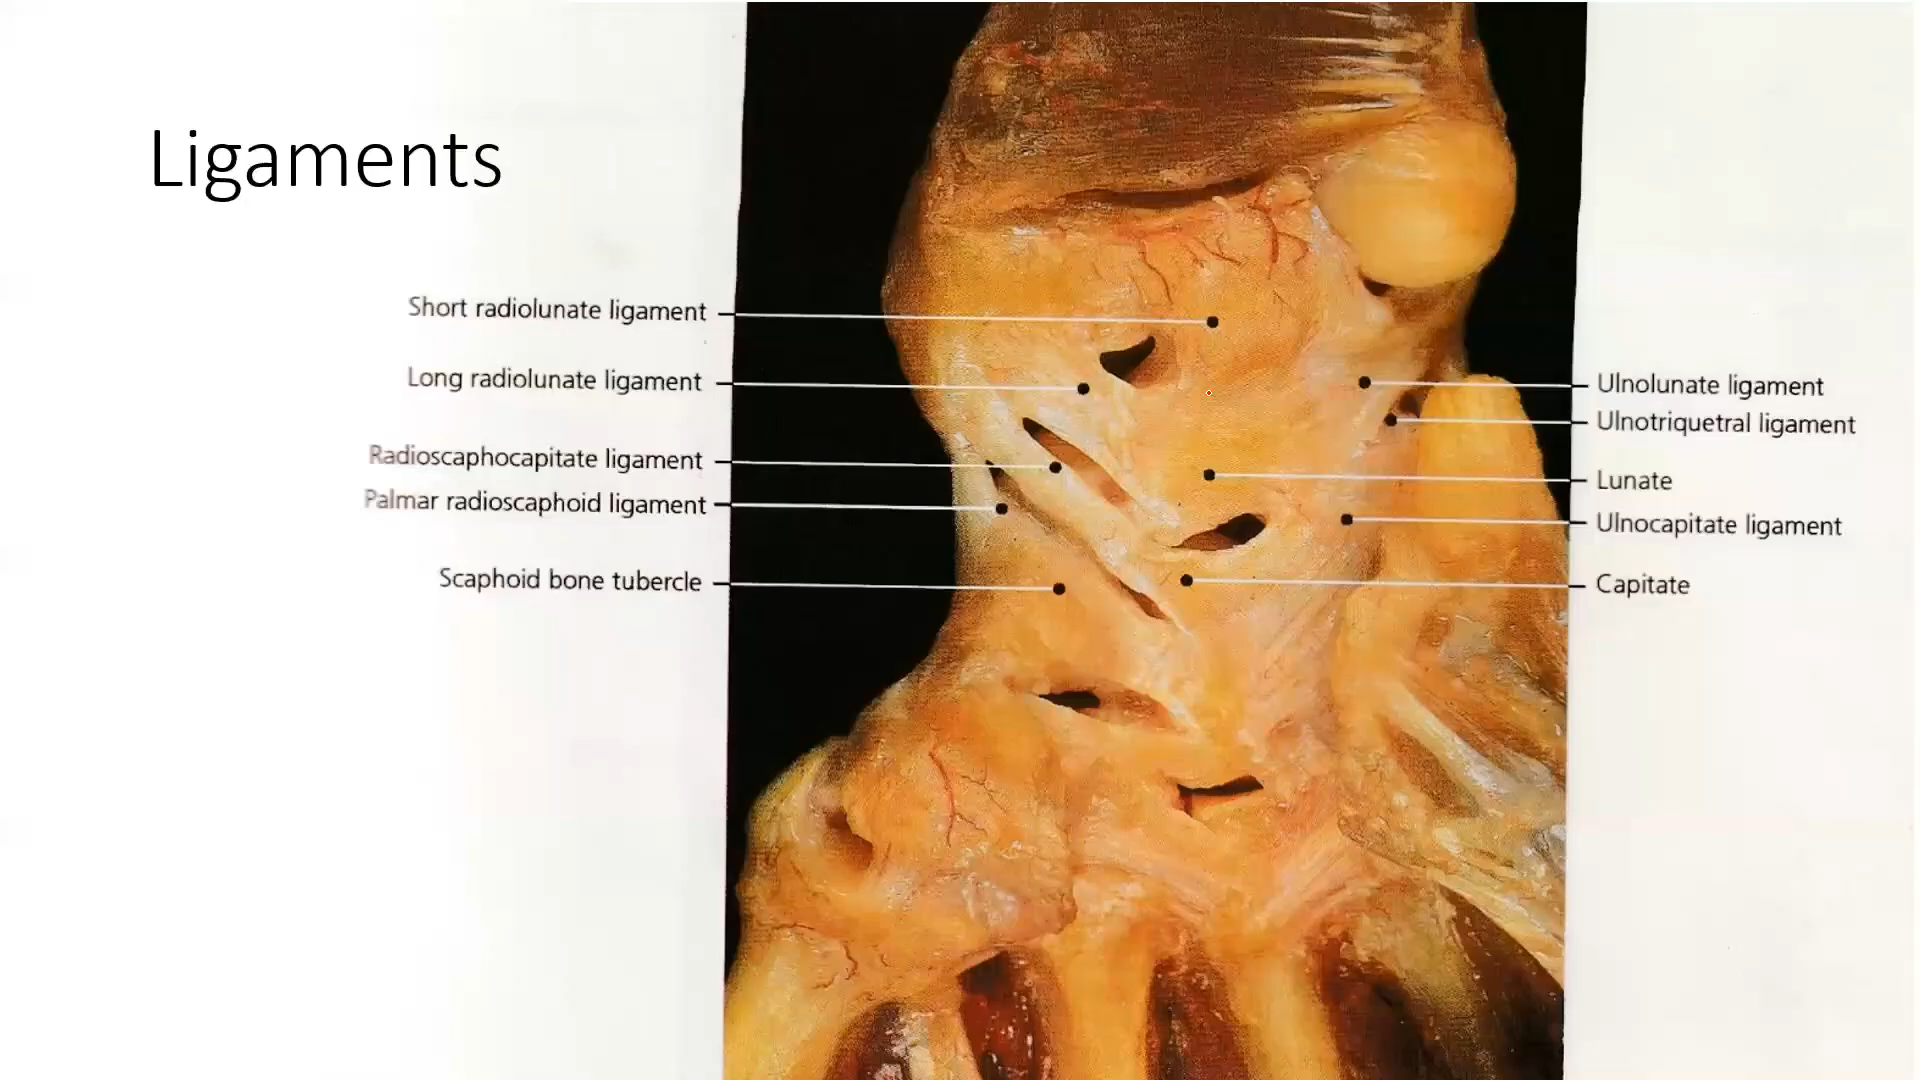 Ligaments
Short radiolunate ligament
Long radiolunate ligament
Radioscaphocapitate ligament
Palmar radioscaphoid ligament
Scaphoid bone tubercle
Ulnolunate ligament
Ulnotriquetral ligament
Lunate
Ulnocapitate ligament
Capitate